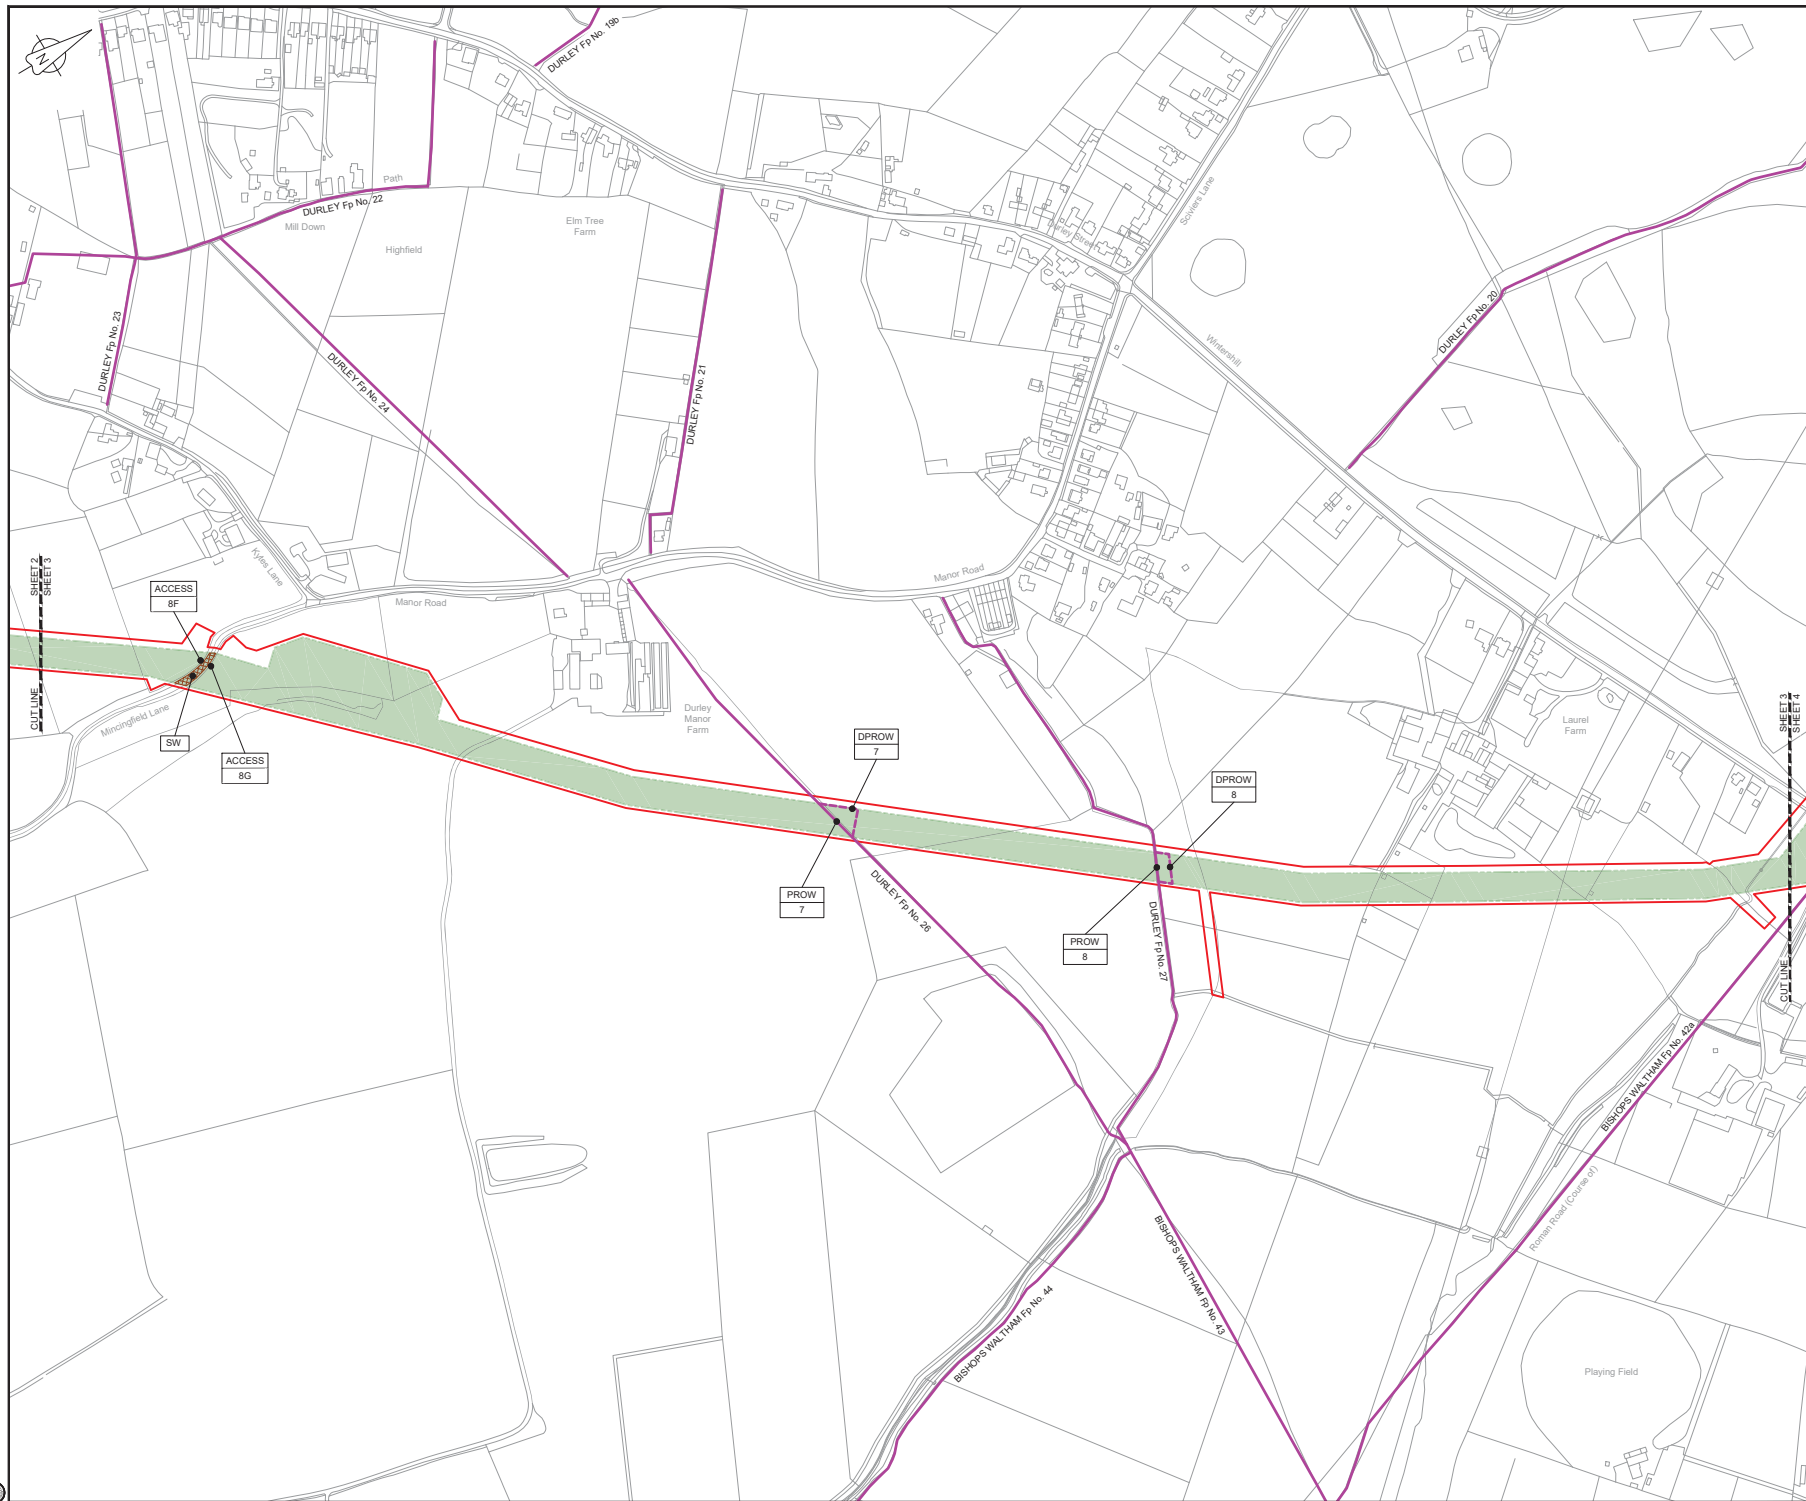 N
DURLEY Fp No. 19b
Path
DURLEY Fp No. 22
Mill Down
Highfield
Elm Tree
Farm
Sciviers Lane
Durley Street
DURLEY Fp No. 23
DURLEY Fp No. 24
DURLEY Fp No. 21
Wintershill
DURLEY Fp No. 20
SHEET 2
SHEET 3
CUT LINE
Kytes Lane
Manor Road
Manor Road
ACCESS
8F
Mincingfield Lane
SW
ACCESS
8G
Durley
Manor
Farm
DPROW
7
DPROW
8
Laurel
Farm
SHEET 3
SHEET 4
CUT LINE
PROW
7
DURLEY Fp No. 26
PROW
8
DURLEY Fp No. 27
BISHOPS WALTHAM Fp No. 42a
Roman Road (Course of)
BISHOPS WALTHAM Fp No. 43
BISHOPS WALTHAM Fp No. 44
Playing Field